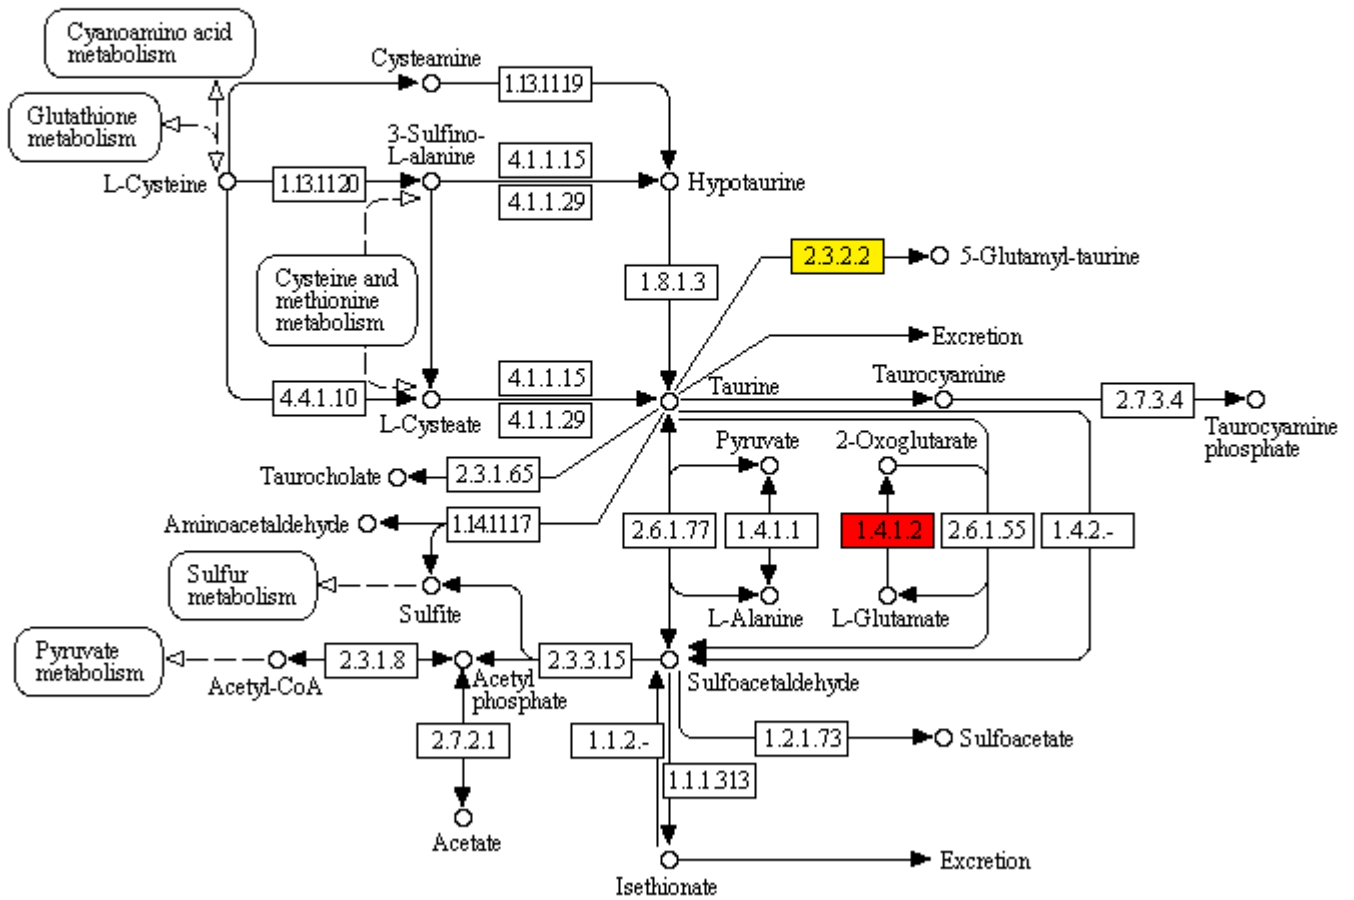 Cyanoamino acid
metabolism
Cysteamine
1.13.11.19
Glutathione
metabolism
3-Sulfino-
L-alanine
4.1.1.15
L-Cysteine
1.13.11.20
Hypotaurine
4.1.1.29
2.3.2.2
5-Glutamyl-taurine
Cysteine and
methionine
metabolism
1.8.1.3
Excretion
4.1.1.15
Taurine
Taurocyamine
4.4.1.10
2.7.3.4
L-Cysteate
4.1.1.29
Taurocyamine
phosphate
Pyruvate
2-Oxoglutarate
Taurocholate
2.3.1.65
Aminoacetaldehyde
1.14.11.17
2.6.1.77
1.4.1.1
1.4.1.2
2.6.1.55
1.4.2.-
Sulfur
metabolism
Sulfite
L-Alanine
L-Glutamate
Pyruvate
metabolism
2.3.1.8
2.3.3.15
Acetyl-CoA
Acetyl
phosphate
Sulfoacetaldehyde
2.7.2.1
1.1.2.-
1.2.1.73
Sulfoacetate
1.1.1.313
Acetate
Excretion
Isethionate